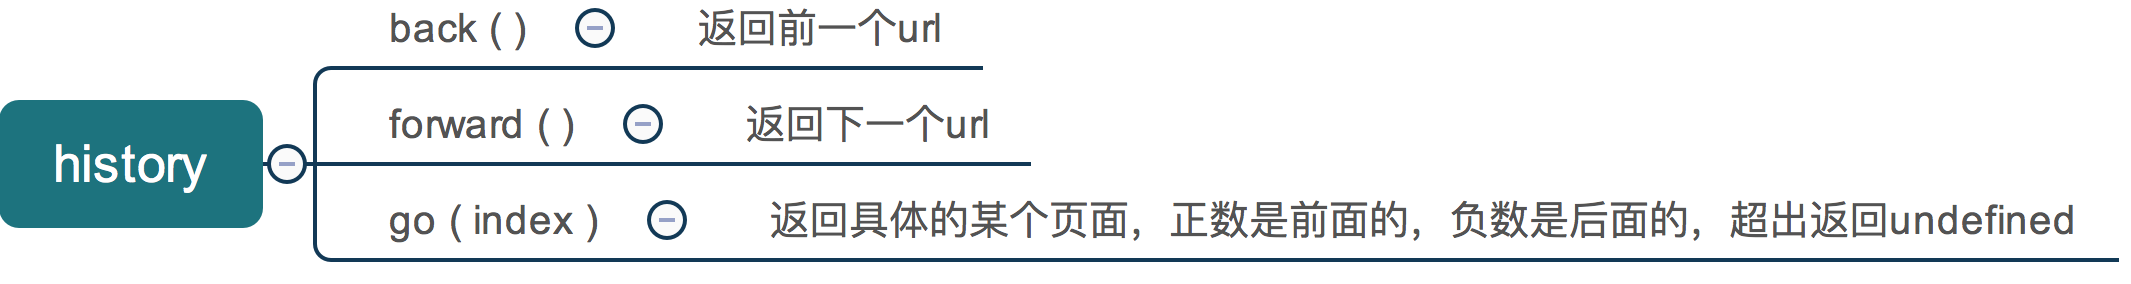 back ( ) 返回前一个url
forward ( ) 返回下一个url
history
go ( index ) 返回具体的某个页面，正数是前面的，负数是后面的，超出返回undefined